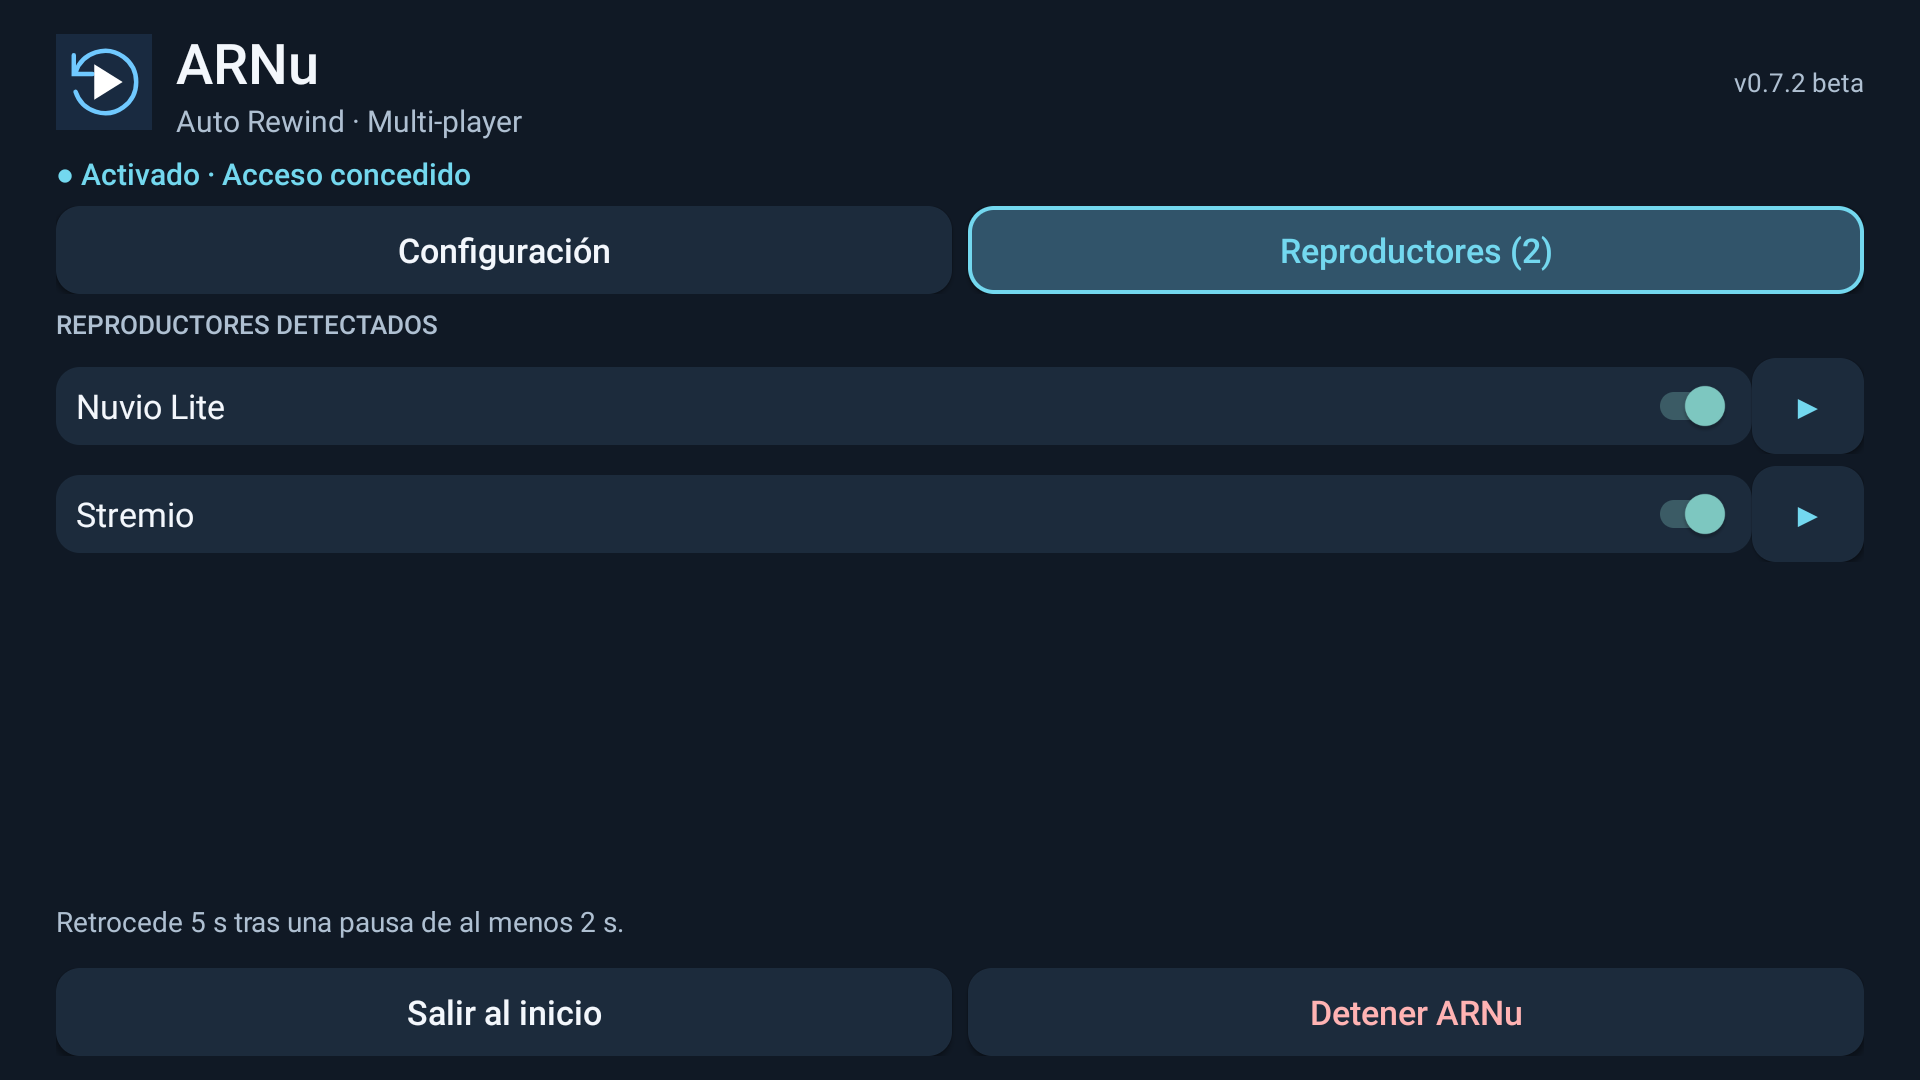 ARNu
Auto Rewind · Multi-player
v0.7.2 beta
● Activado · Acceso concedido
Configuración
Reproductores (2)
REPRODUCTORES DETECTADOS
Nuvio Lite
Stremio
Retrocede 5 s tras una pausa de al menos 2 s.
Salir al inicio
Detener ARNu